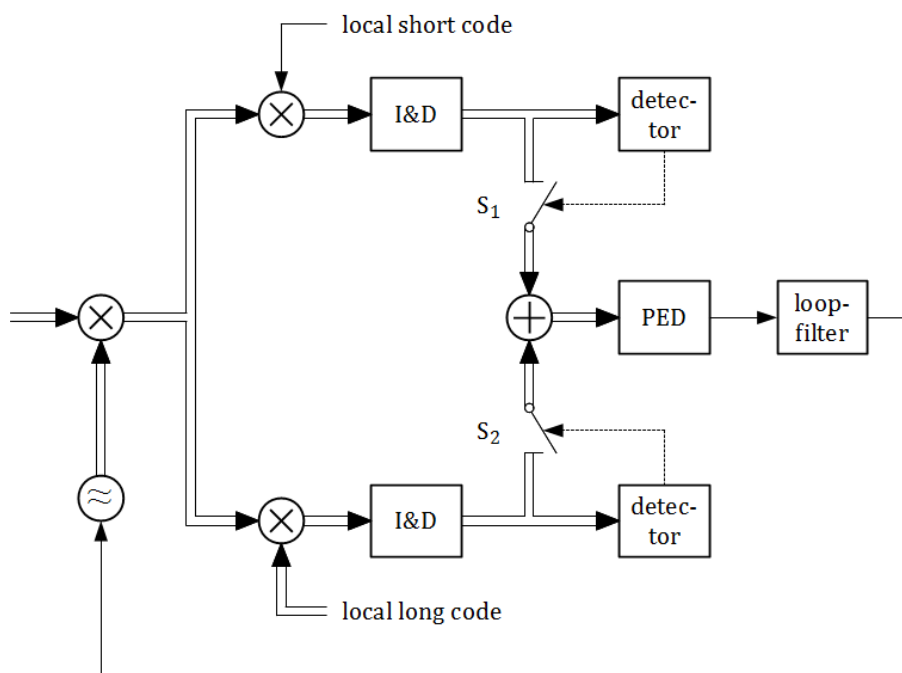 local short code
I&D
detec-
tor
S₁
PED
loop-
filter
S₂
I&D
detec-
tor
local long code